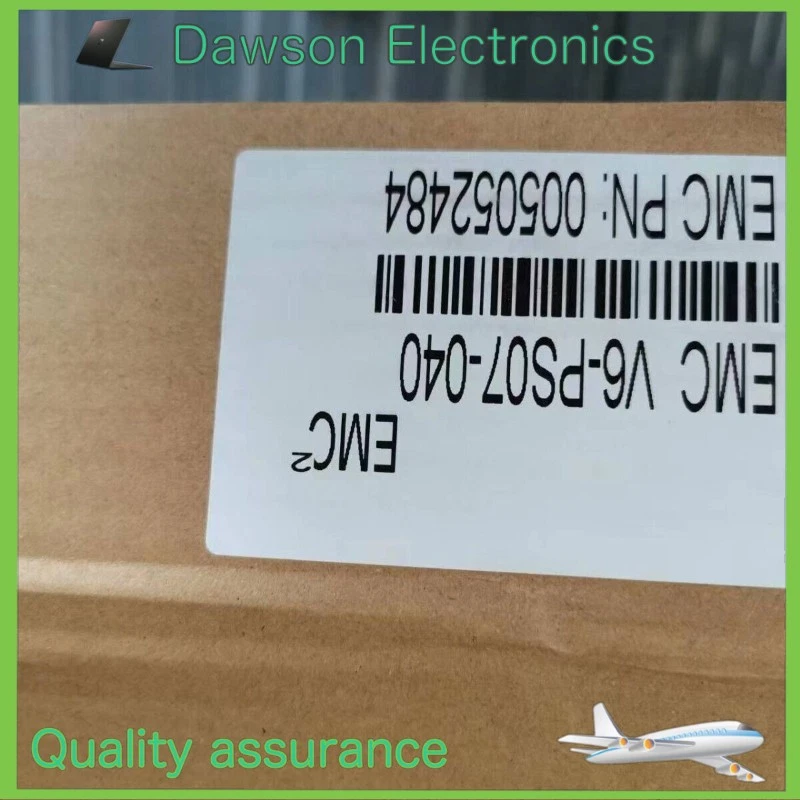 Dawson Electronics
EMC²
EMC V6-PS07-040
EMC PN: 005052484
Quality assurance